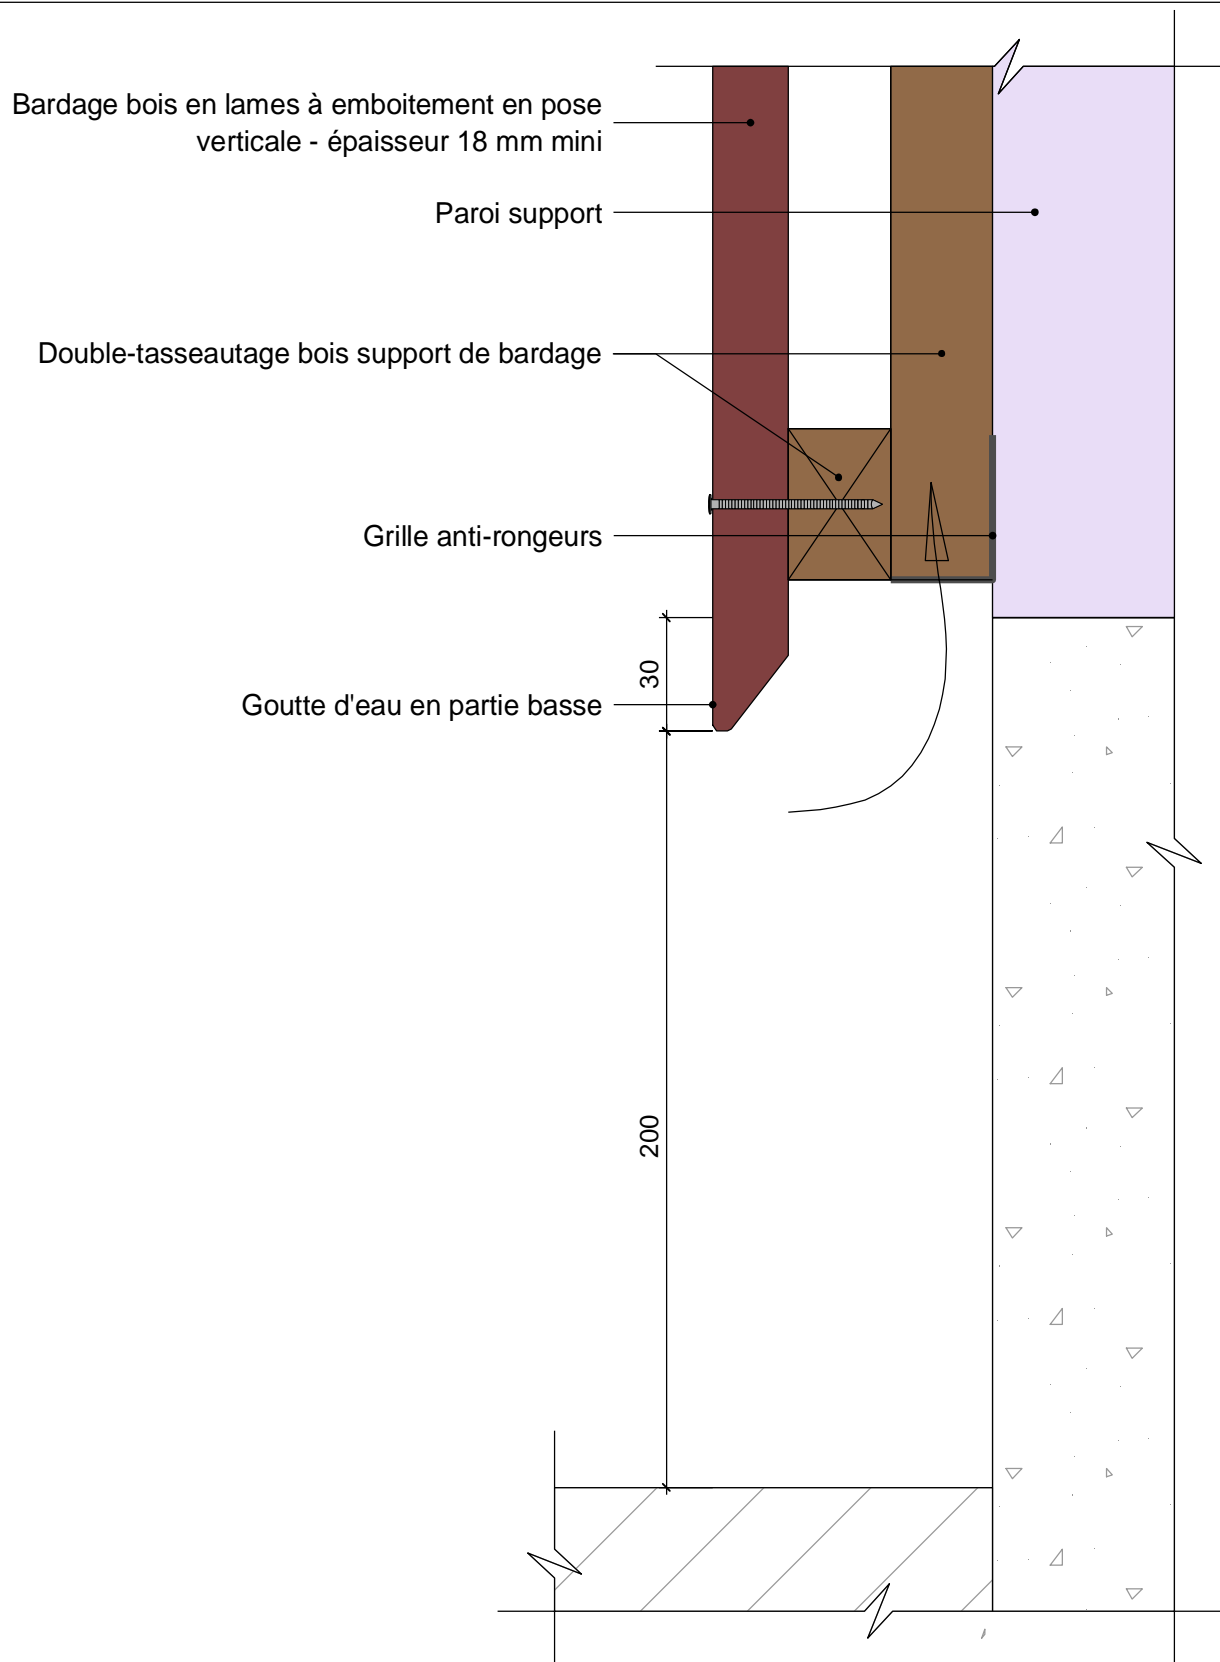 Bardage bois en lames à emboitement en pose
verticale - épaisseur 18 mm mini
Paroi support
Double-tasseautage bois support de bardage
Grille anti-rongeurs
30
Goutte d'eau en partie basse
200